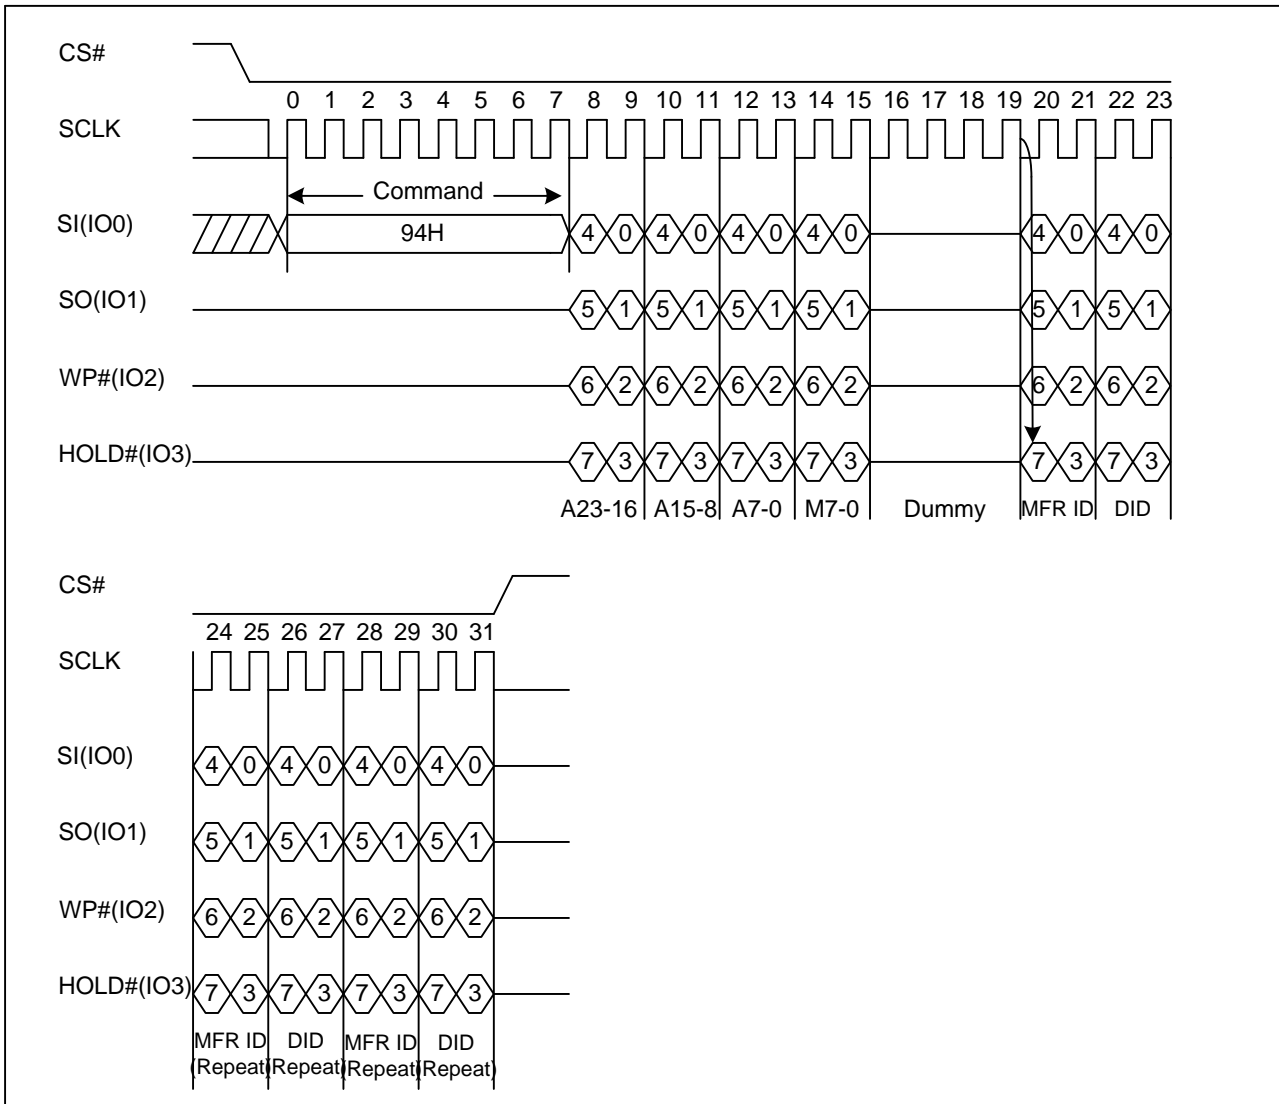 CS#
0 1 2 3 4 5 6 7 8 9 10 11 12 13 14 15 16 17 18 19 20 21 22 23
SCLK
Command
SI(IO0) 94H 4 0 4 0 4 0 4 0 4 0 4 0
SO(IO1) 5 1 5 1 5 1 5 1 5 1 5 1
WP#(IO2) 6 2 6 2 6 2 6 2 6 2 6 2
HOLD#(IO3) 7 3 7 3 7 3 7 3 7 3 7 3
A23-16 A15-8 A7-0 M7-0 Dummy MFR ID DID
CS#
24 25 26 27 28 29 30 31
SCLK
SI(IO0) 4 0 4 0 4 0 4 0
SO(IO1) 5 1 5 1 5 1 5 1
WP#(IO2) 6 2 6 2 6 2 6 2
HOLD#(IO3) 7 3 7 3 7 3 7 3
MFR ID DID MFR ID DID
(Repeat) (Repeat) (Repeat) (Repeat)